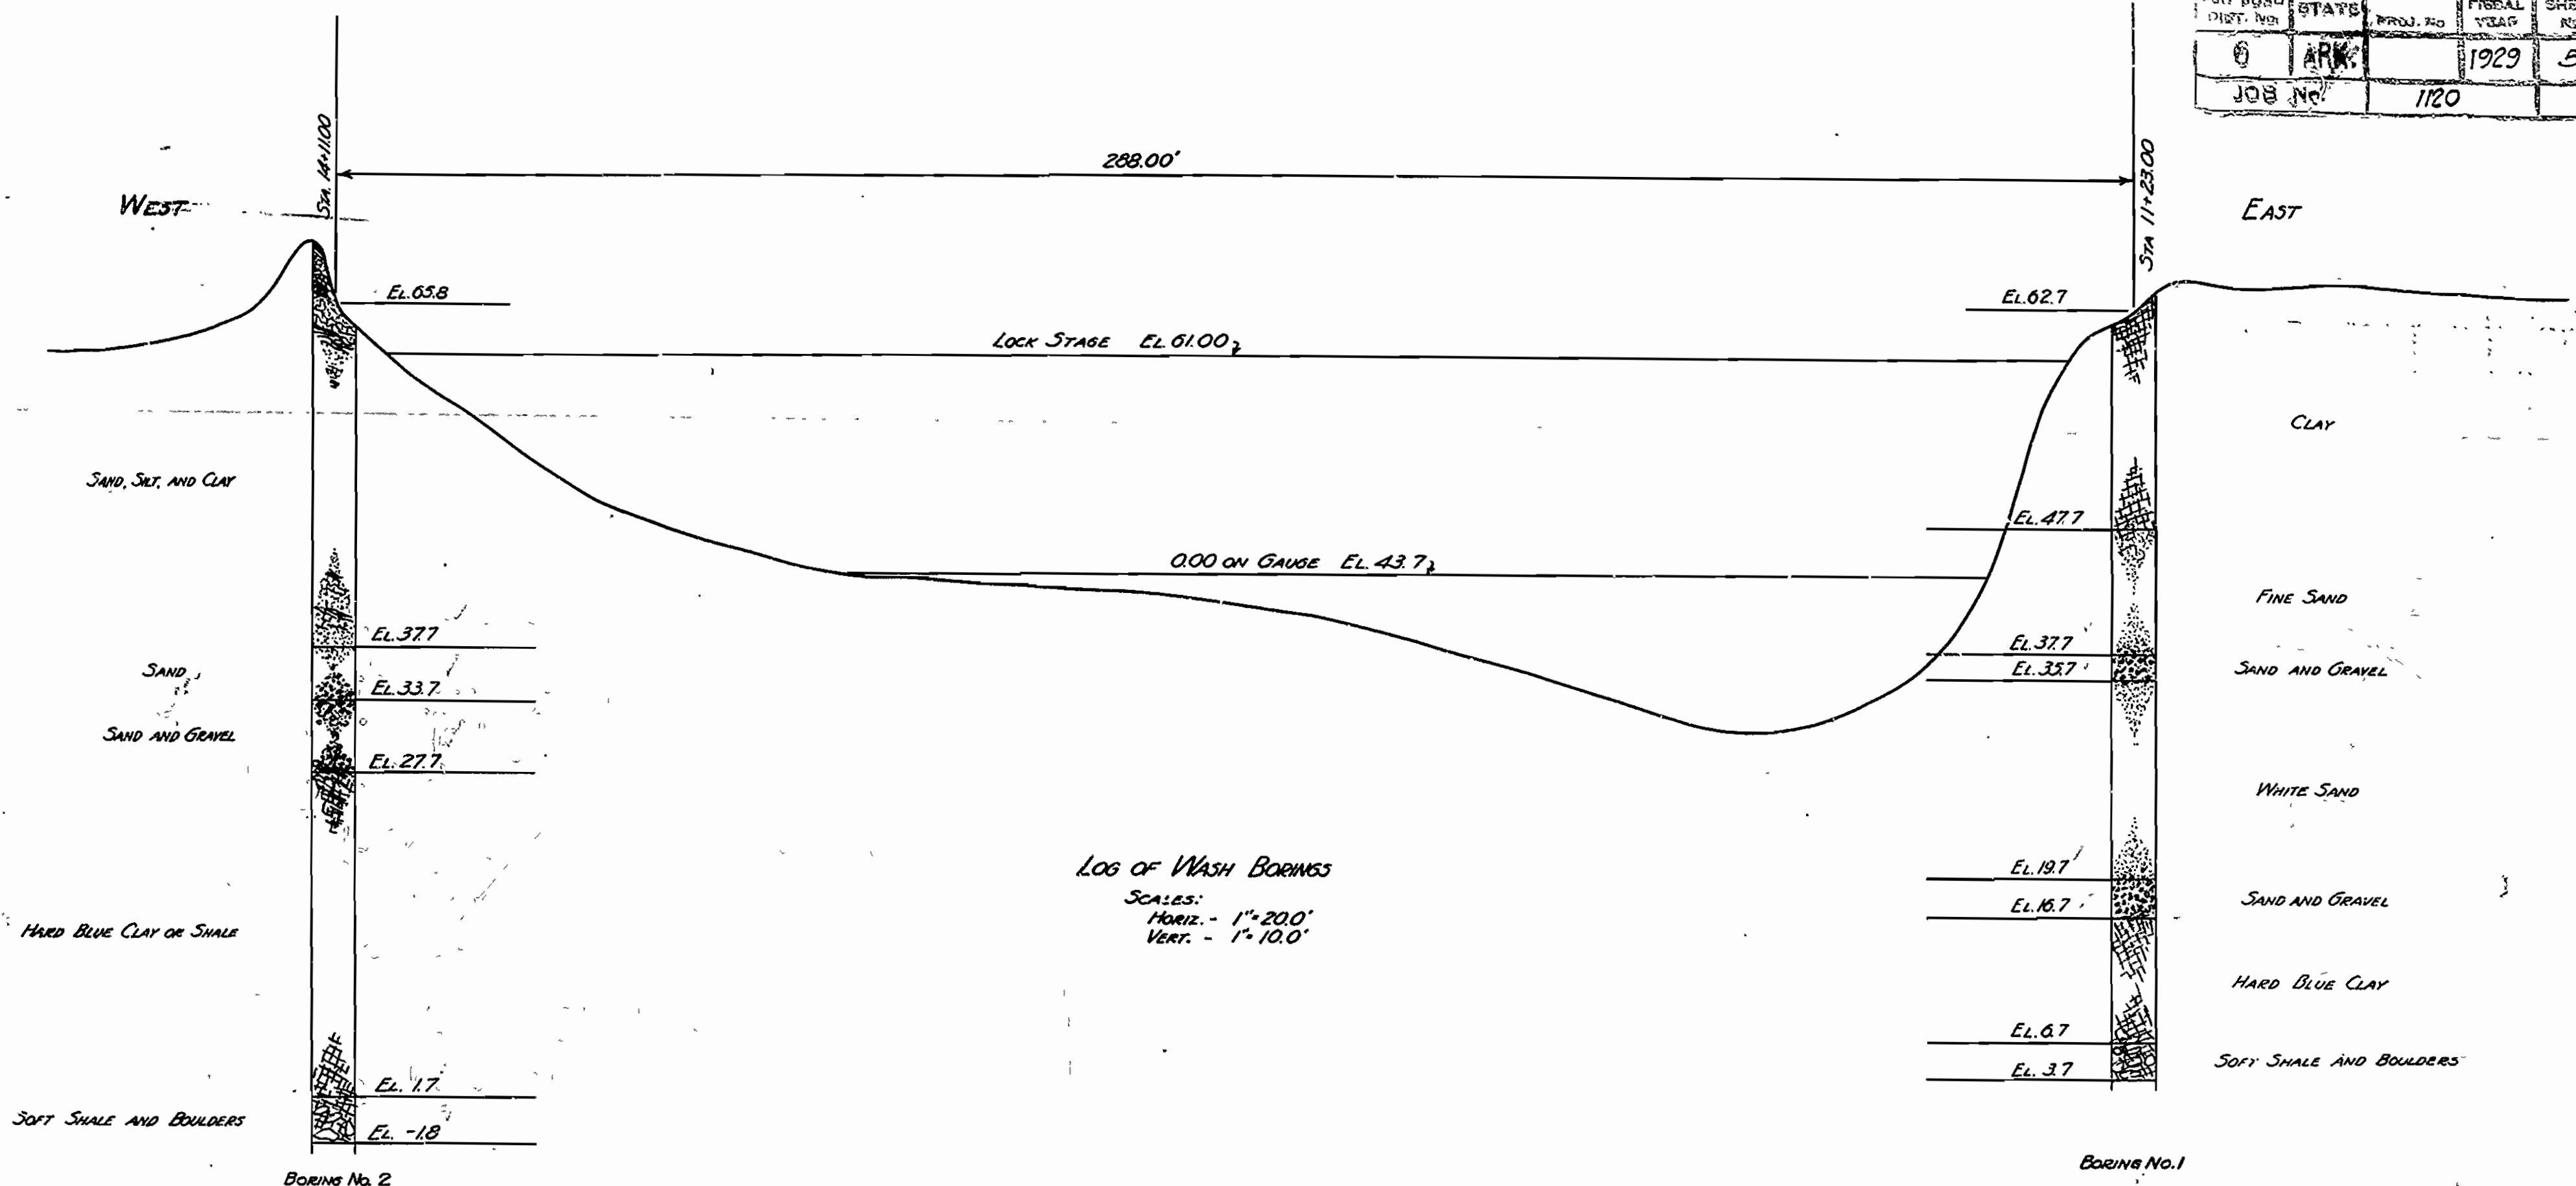 DIST. No. STATE PROJ. No FISCAL YEAR
6 ARK. 1929 5
JOB No. 1120
STA. 14+11.00
288.00'
STA 11+23.00
WEST
EAST
EL. 65.8
EL. 62.7
LOCK STAGE EL. 61.00
CLAY
SAND, SILT, AND CLAY
EL. 47.7
0.00 ON GAUGE EL. 43.7
FINE SAND
EL. 37.7
EL. 37.7
SAND
EL. 33.7
EL. 35.7
SAND AND GRAVEL
SAND AND GRAVEL
EL. 27.7
WHITE SAND
LOG OF WASH BORINGS
SCALES:
HORIZ. - 1"=20.0'
VERT. - 1"=10.0'
EL. 19.7
EL. 16.7
SAND AND GRAVEL
HARD BLUE CLAY OR SHALE
HARD BLUE CLAY
EL. 6.7
EL. 3.7
SOFT SHALE AND BOULDERS
EL. 1.7
SOFT SHALE AND BOULDERS
EL. -1.8
BORING No. 2
BORING No. 1